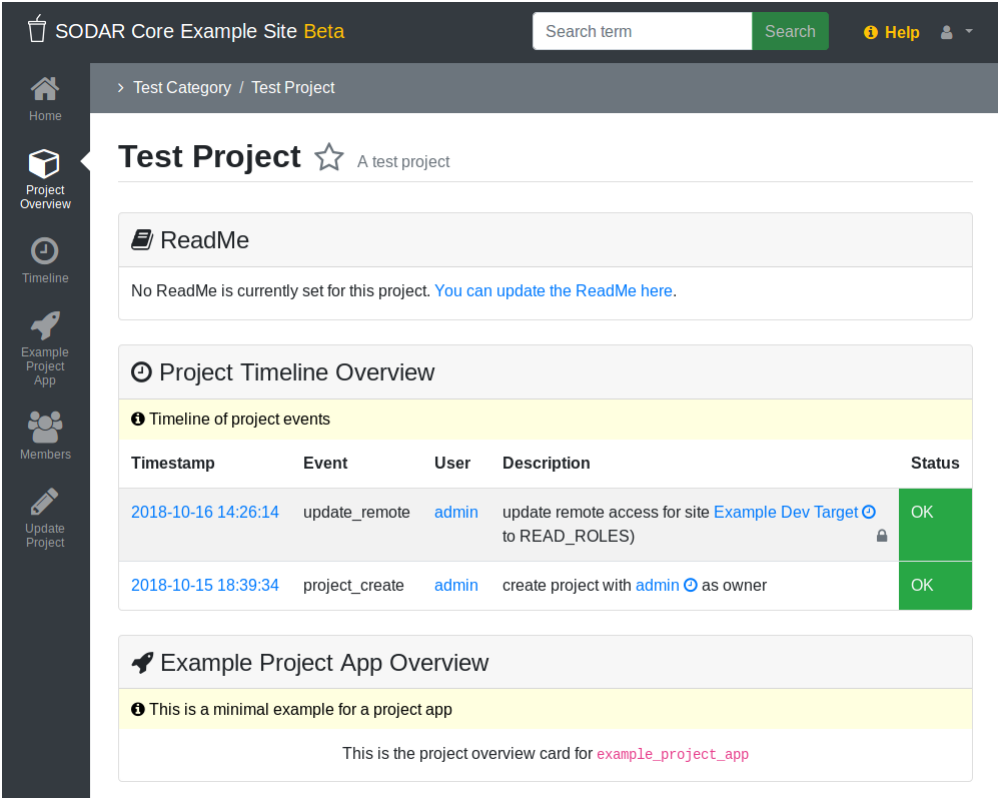 SODAR Core Example Site Beta
Search term
Search
Help
Home
Project
Overview
Timeline
Example
Project
App
Members
Update
Project
Test Category / Test Project
Test Project
A test project
ReadMe
No ReadMe is currently set for this project. You can update the ReadMe here.
Project Timeline Overview
Timeline of project events
Timestamp Event User Description Status
2018-10-16 14:26:14 update_remote admin update remote access for site Example Dev Target OK
to READ_ROLES)
2018-10-15 18:39:34 project_create admin create project with admin as owner OK
Example Project App Overview
This is a minimal example for a project app
This is the project overview card for example_project_app